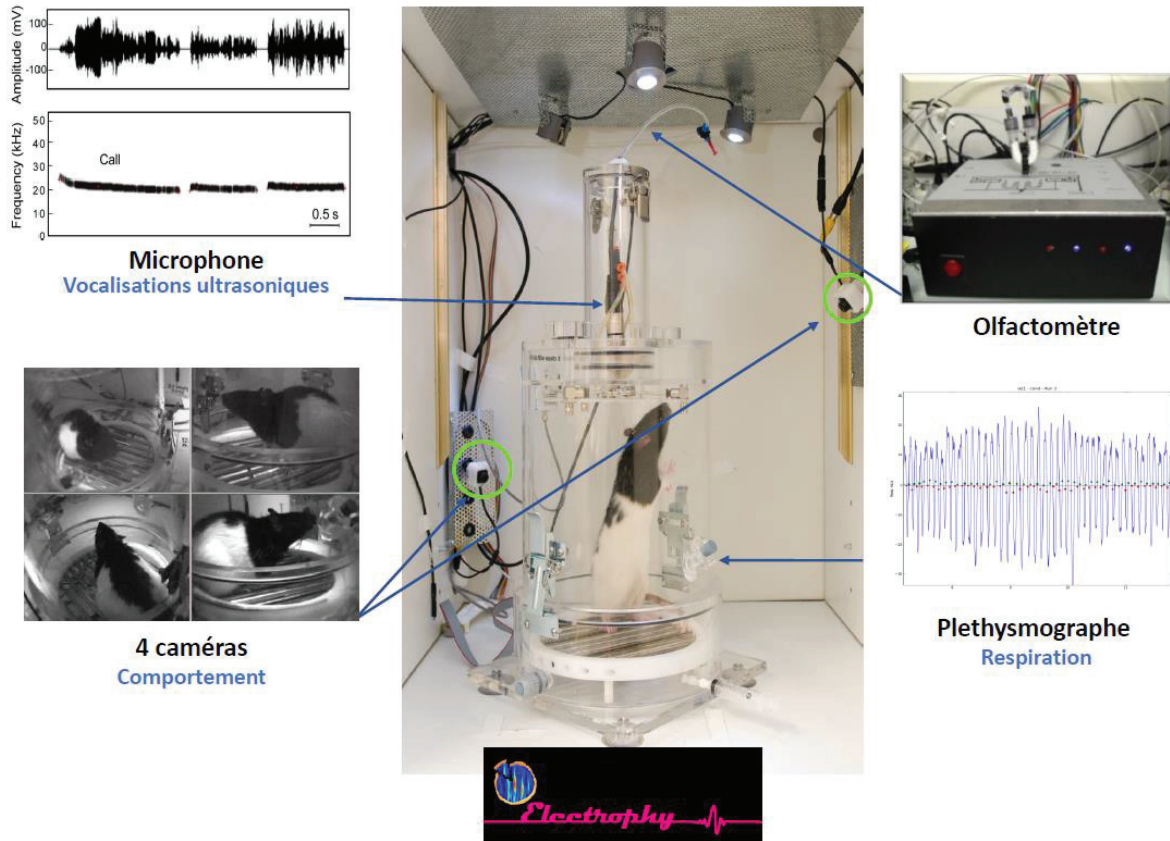 Amplitude (mV)
100
0
-100
Frequency (kHz)
50
40
30
20
10
0
Call
0.5 s
Microphone
Vocalisations ultrasoniques
4 caméras
Comportement
Olfactomètre
Plethysmographe
Respiration
Electrophy